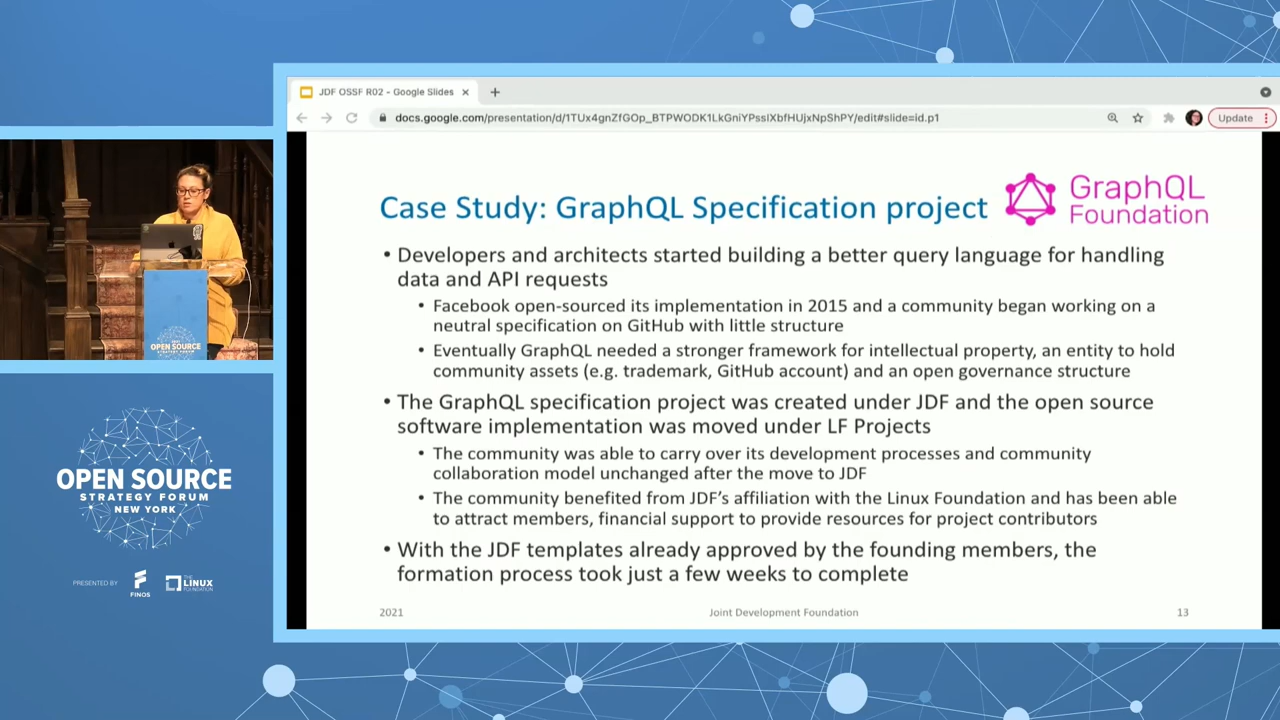 JDF OSSF R02 - Google Slides
docs.google.com/presentation/d/1TUx4gnZfGOp_BTPWODK1LkGniYPssIXbfHUjxNpShPY/edit#slide=id.p1
Update
Case Study: GraphQL Specification project
GraphQL
Foundation
• Developers and architects started building a better query language for handling
data and API requests
• Facebook open-sourced its implementation in 2015 and a community began working on a
neutral specification on GitHub with little structure
• Eventually GraphQL needed a stronger framework for intellectual property, an entity to hold
community assets (e.g. trademark, GitHub account) and an open governance structure
• The GraphQL specification project was created under JDF and the open source
software implementation was moved under LF Projects
• The community was able to carry over its development processes and community
collaboration model unchanged after the move to JDF
• The community benefited from JDF's affiliation with the Linux Foundation and has been able
to attract members, financial support to provide resources for project contributors
• With the JDF templates already approved by the founding members, the
formation process took just a few weeks to complete
2021
Joint Development Foundation
13
OPEN SOURCE
STRATEGY FORUM
OPEN SOURCE
STRATEGY FORUM
NEW YORK
PRESENTED BY
FINOS
THE
LINUX
FOUNDATION